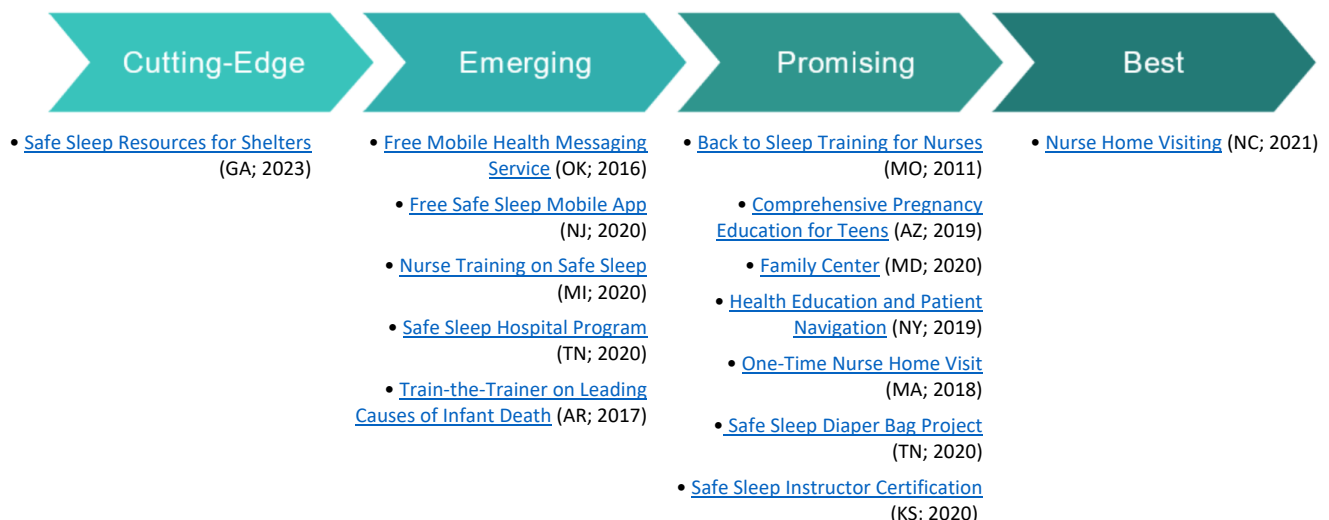 Cutting-Edge
Emerging
Promising
Best
• Safe Sleep Resources for Shelters
(GA; 2023)
• Free Mobile Health Messaging
Service (OK; 2016)
• Free Safe Sleep Mobile App
(NJ; 2020)
• Nurse Training on Safe Sleep
(MI; 2020)
• Safe Sleep Hospital Program
(TN; 2020)
• Train-the-Trainer on Leading
Causes of Infant Death (AR; 2017)
• Back to Sleep Training for Nurses
(MO; 2011)
• Comprehensive Pregnancy
Education for Teens (AZ; 2019)
• Family Center (MD; 2020)
• Health Education and Patient
Navigation (NY; 2019)
• One-Time Nurse Home Visit
(MA; 2018)
• Safe Sleep Diaper Bag Project
(TN; 2020)
• Safe Sleep Instructor Certification
(KS; 2020)
• Nurse Home Visiting (NC; 2021)